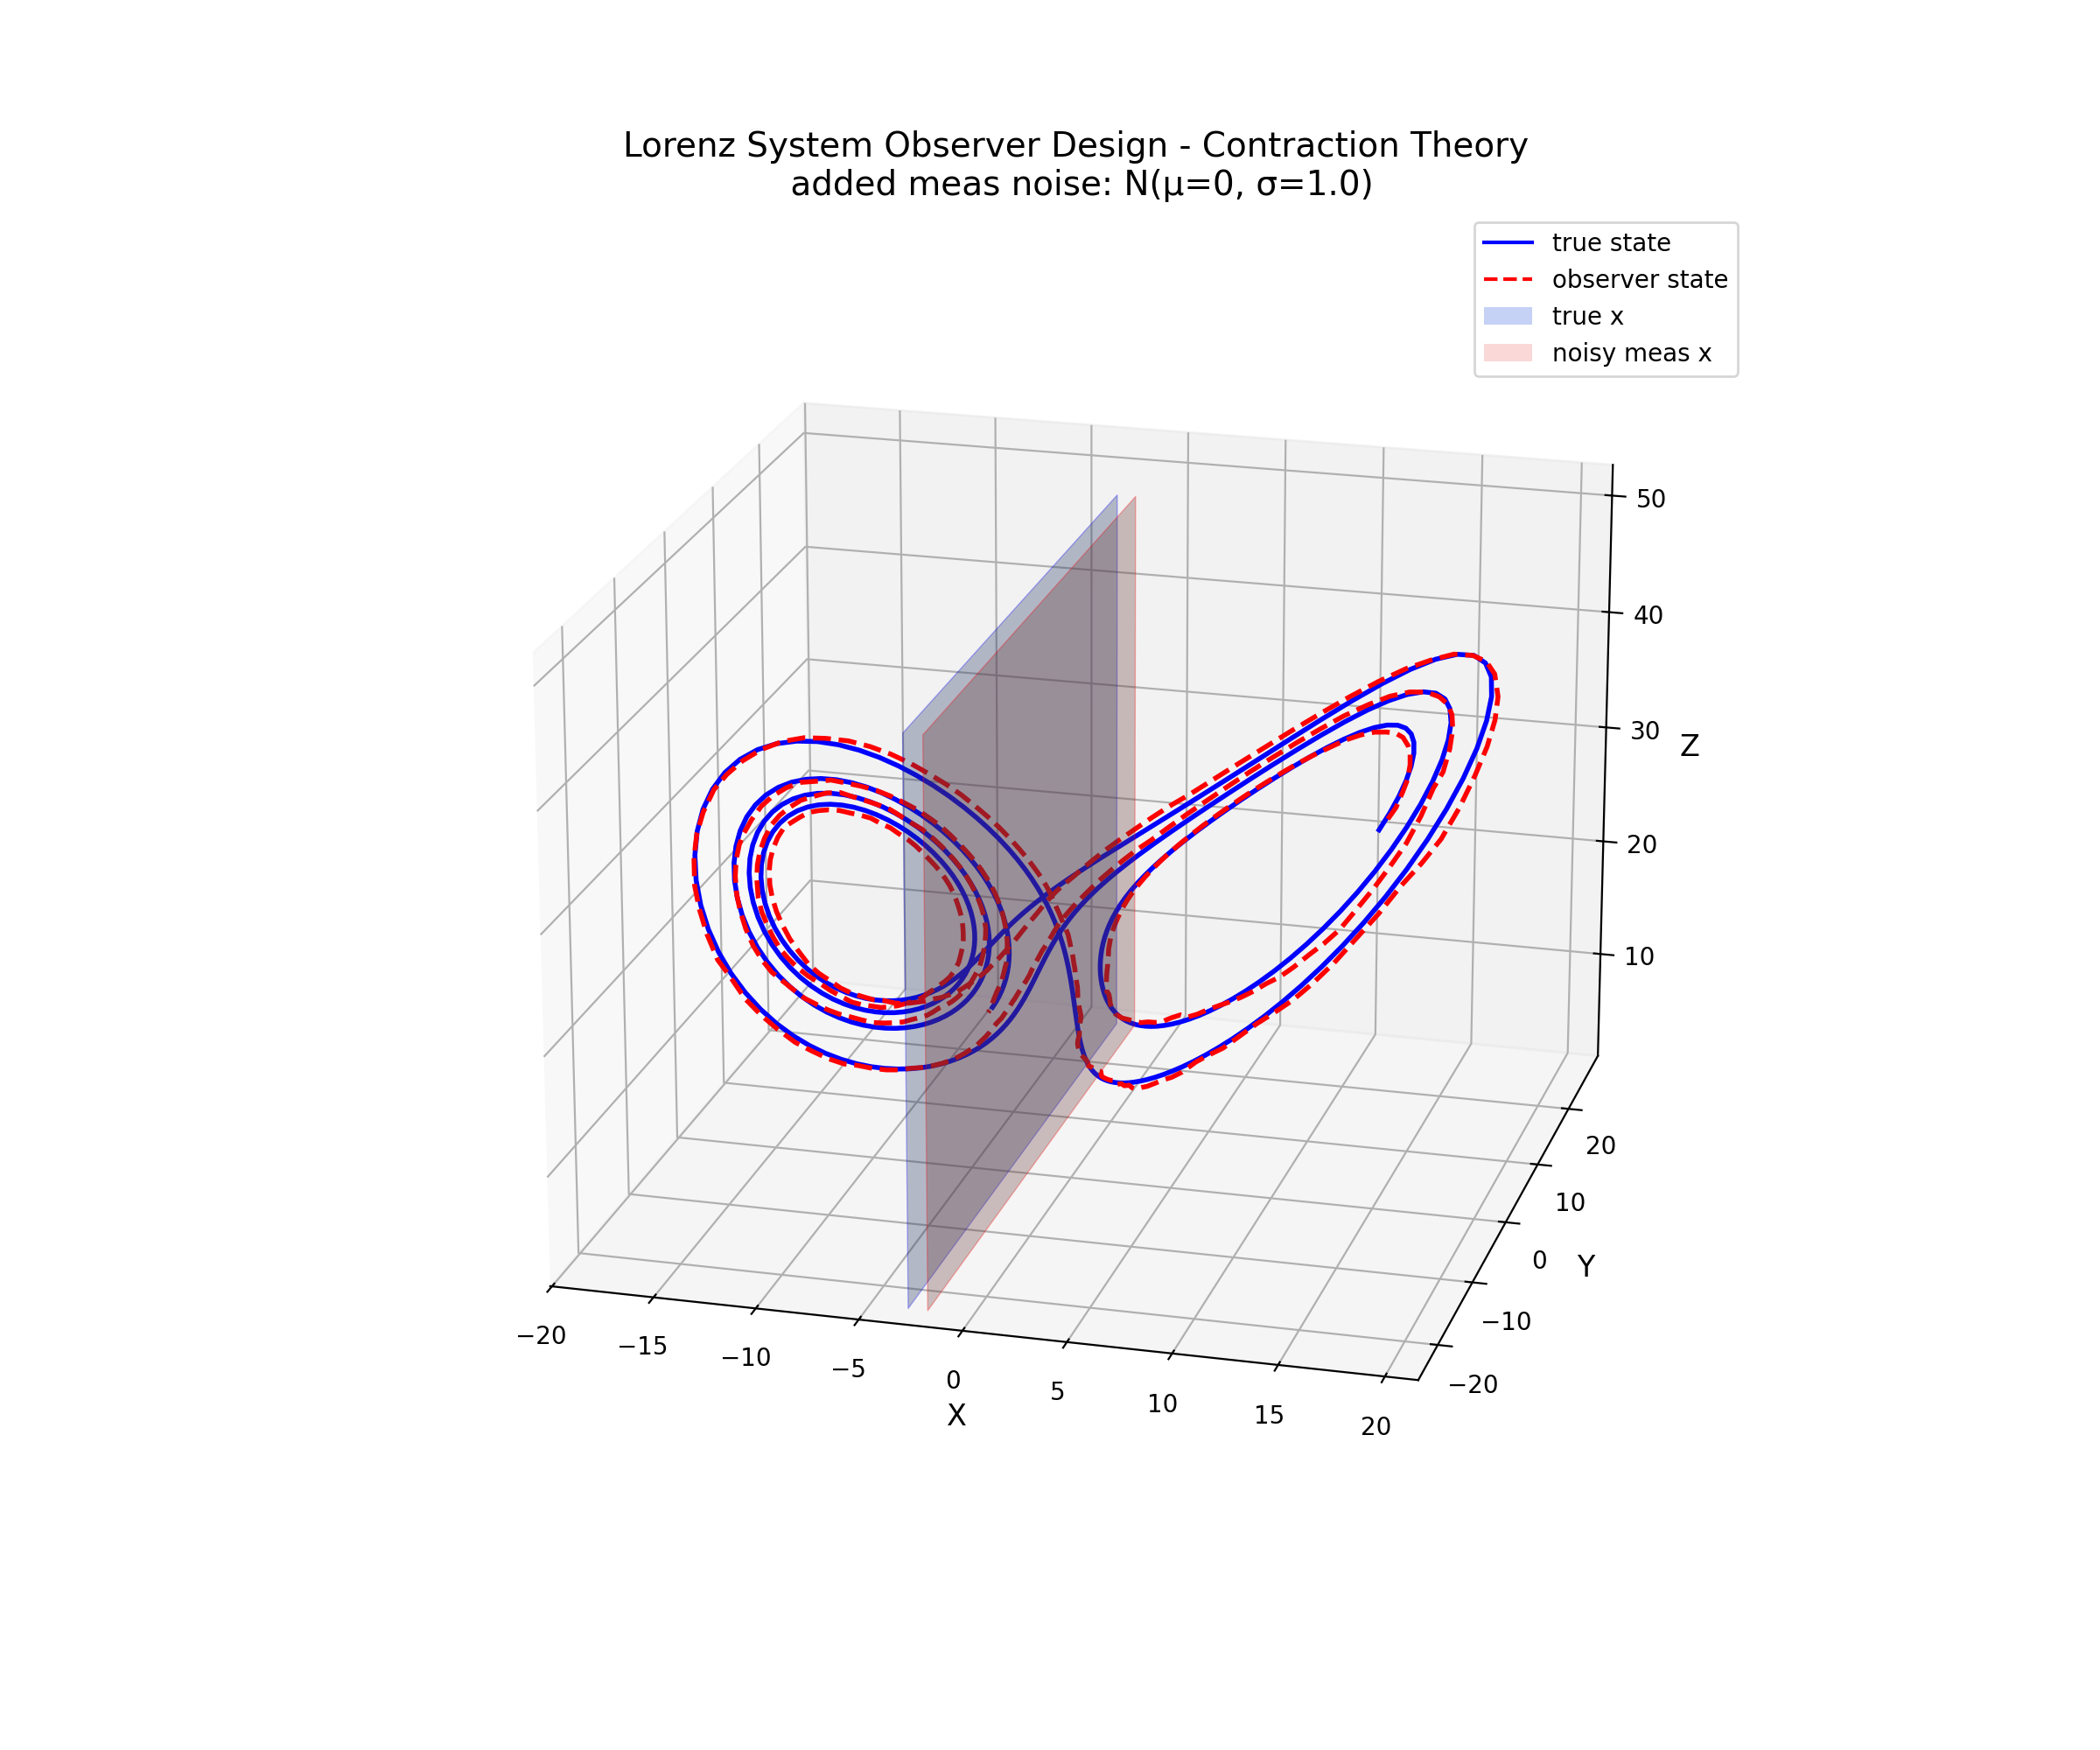 Lorenz System Observer Design - Contraction Theory
added meas noise: N(μ=0, σ=1.0)
true state
observer state
true x
noisy meas x
50
40
30
20
10
Z
20
10
0
−10
−20
Y
−20
−15
−10
−5
0
5
10
15
20
X